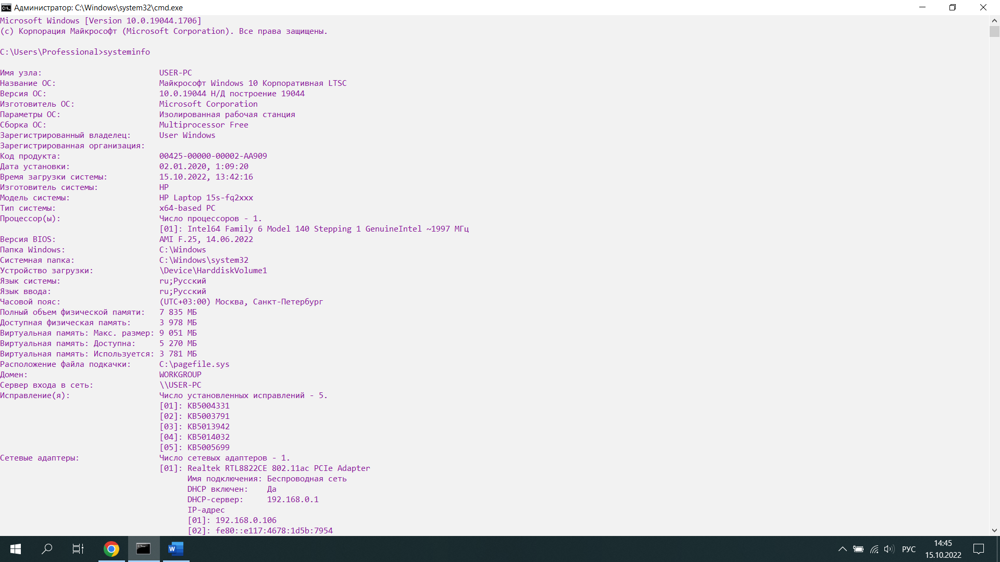 Администратор: C:\Windows\system32\cmd.exe
Microsoft Windows [Version 10.0.19044.1706]
(c) Корпорация Майкрософт (Microsoft Corporation). Все права защищены.
C:\Users\Professional>systeminfo
Имя узла: USER-PC
Название ОС: Майкрософт Windows 10 Корпоративная LTSC
Версия ОС: 10.0.19044 Н/Д построение 19044
Изготовитель ОС: Microsoft Corporation
Параметры ОС: Изолированная рабочая станция
Сборка ОС: Multiprocessor Free
Зарегистрированный владелец: User Windows
Зарегистрированная организация:
Код продукта: 00425-00000-00002-AA909
Дата установки: 02.01.2020, 1:09:20
Время загрузки системы: 15.10.2022, 13:42:16
Изготовитель системы: HP
Модель системы: HP Laptop 15s-fq2xxx
Тип системы: x64-based PC
Процессор(ы): Число процессоров - 1.
[01]: Intel64 Family 6 Model 140 Stepping 1 GenuineIntel ~1997 МГц
Версия BIOS: AMI F.25, 14.06.2022
Папка Windows: C:\Windows
Системная папка: C:\Windows\system32
Устройство загрузки: \Device\HarddiskVolume1
Язык системы: ru;Русский
Язык ввода: ru;Русский
Часовой пояс: (UTC+03:00) Москва, Санкт-Петербург
Полный объем физической памяти: 7 835 МБ
Доступная физическая память: 3 978 МБ
Виртуальная память: Макс. размер: 9 051 МБ
Виртуальная память: Доступна: 5 270 МБ
Виртуальная память: Используется: 3 781 МБ
Расположение файла подкачки: C:\pagefile.sys
Домен: WORKGROUP
Сервер входа в сеть: \\USER-PC
Исправление(я): Число установленных исправлений - 5.
[01]: KB5004331
[02]: KB5003791
[03]: KB5013942
[04]: KB5014032
[05]: KB5005699
Сетевые адаптеры: Число сетевых адаптеров - 1.
[01]: Realtek RTL8822CE 802.11ac PCIe Adapter
Имя подключения: Беспроводная сеть
DHCP включен: Да
DHCP-сервер: 192.168.0.1
IP-адрес
[01]: 192.168.0.106
[02]: fe80::e117:4678:1d5b:7954
РУС
14:45
15.10.2022